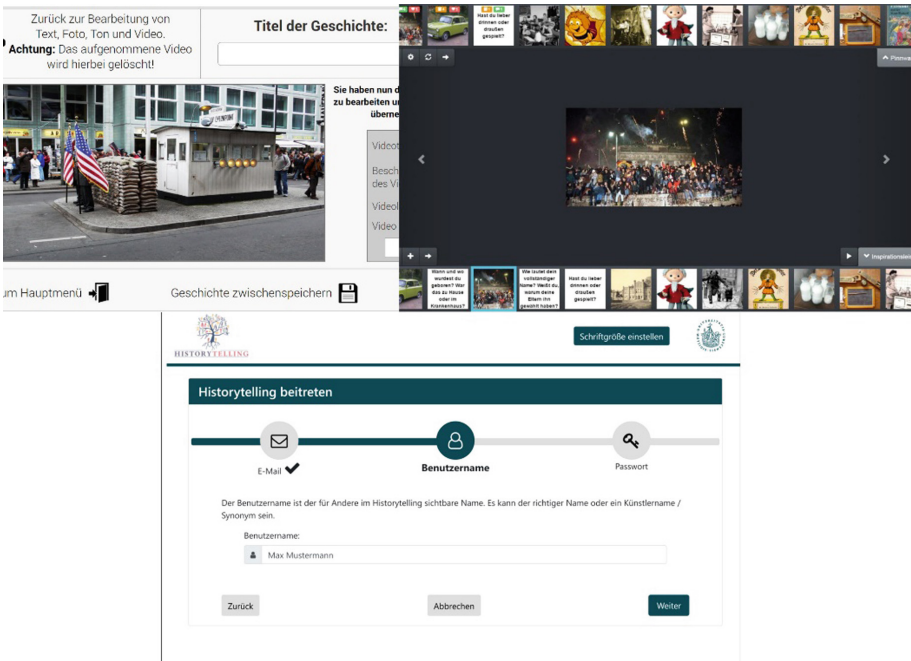 Zurück zur Bearbeitung von
Text, Foto, Ton und Video.
Achtung: Das aufgenommene Video
wird hierbei gelöscht!
Titel der Geschichte:
Sie haben nun d
zu bearbeiten u
überne
Videot
Besch
des Vi
Videol
Video
um Hauptmenü
Geschichte zwischenspeichern
Hast du lieber
drinnen oder
draußen
gespielt?
Pinnwa
Wann und wo
wurdest du
geboren? War
das zu Hause
oder im
Krankenhaus?
Wie lautet dein
vollständiger
Name? Weißt du,
warum deine
Eltern ihn
gewählt haben?
Hast du lieber
drinnen oder
draußen
gespielt?
Inspirationsleis
HISTORYTELLING
Schriftgröße einstellen
Historytelling beitreten
E-Mail
Benutzername
Passwort
Der Benutzername ist der für Andere im Historytelling sichtbare Name. Es kann der richtiger Name oder ein Künstlername /
Synonym sein.
Benutzername:
Max Mustermann
Zurück
Abbrechen
Weiter